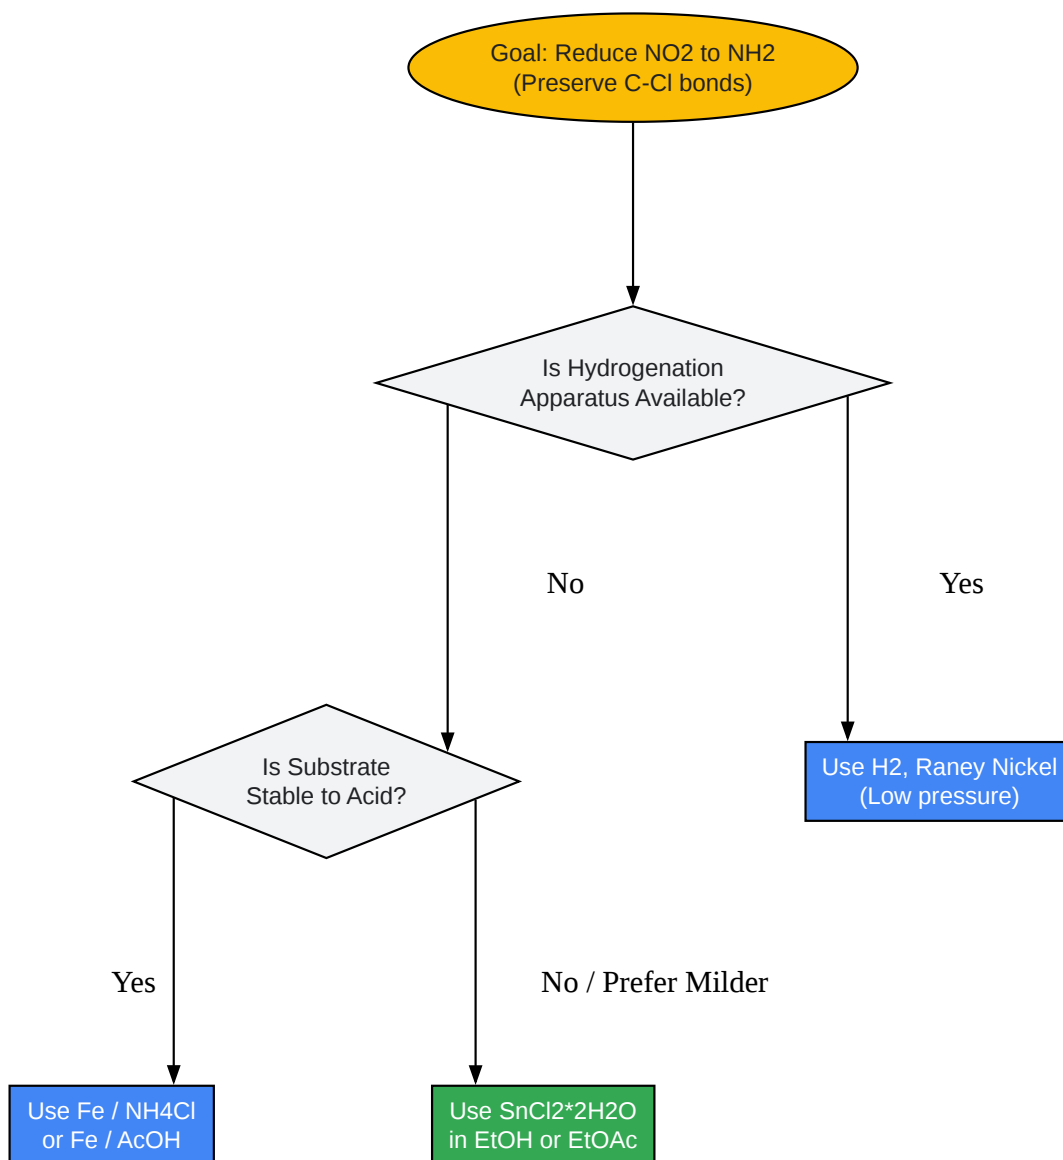 Goal: Reduce NO2 to NH2
(Preserve C-Cl bonds)
Is Hydrogenation
Apparatus Available?
No
Yes
Is Substrate
Stable to Acid?
Use H2, Raney Nickel
(Low pressure)
Yes
No / Prefer Milder
Use Fe / NH4Cl
or Fe / AcOH
Use SnCl2*2H2O
in EtOH or EtOAc